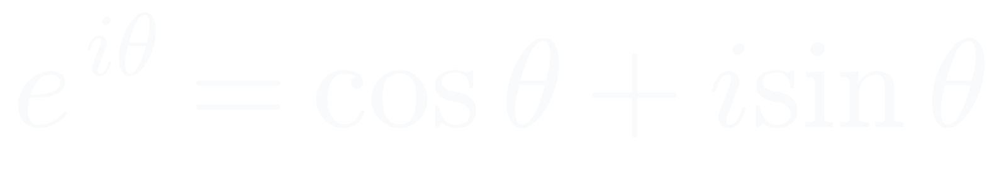 e^{iθ} = cos θ + i sin θ